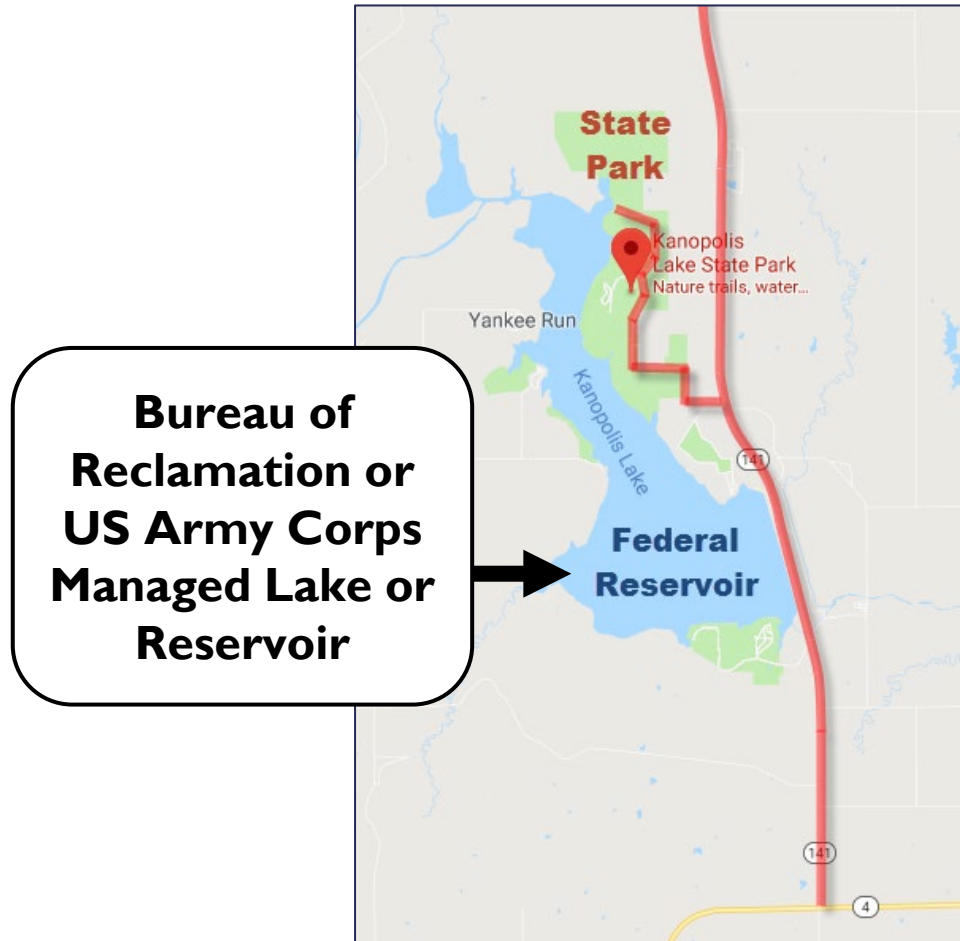 State
Park
Kanopolis
Lake State Park
Nature trails, water...
Yankee Run
Kanopolis Lake
Bureau of
Reclamation or
US Army Corps
Managed Lake or
Reservoir
141
Federal
Reservoir
141
4